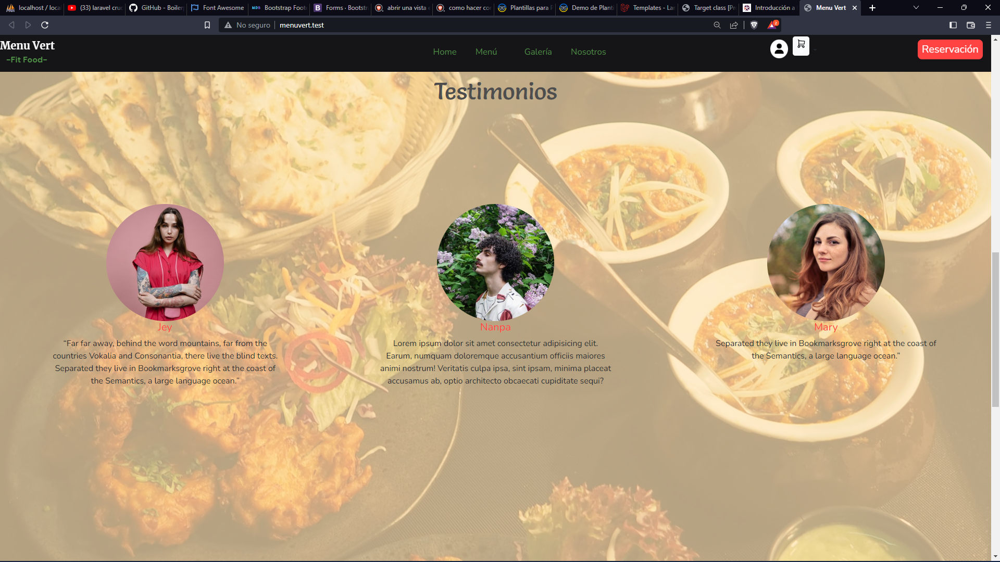 localhost / loca
(33) laravel cru
GitHub - Boiler
Font Awesome
MDB Bootstrap Foot
B Forms · Bootstr
abrir una vista
como hacer co
Plantillas para
Demo de Planti
Templates - La
Target class [Pr
Introducción a
Menu Vert
No seguro
menuvert.test
2
Menu Vert
-Fit Food-
Home
Menú
Galería
Nosotros
Reservación
Testimonios
Jey
“Far far away, behind the word mountains, far from the
countries Vokalia and Consonantia, there live the blind texts.
Separated they live in Bookmarksgrove right at the coast of
the Semantics, a large language ocean.”
Nanpa
Lorem ipsum dolor sit amet consectetur adipisicing elit.
Earum, numquam doloremque accusantium officiis maiores
animi nostrum! Veritatis culpa ipsa, sint ipsam, minima placeat
accusamus ab, optio architecto obcaecati cupiditate sequi?
Mary
Separated they live in Bookmarksgrove right at the coast of
the Semantics, a large language ocean.”